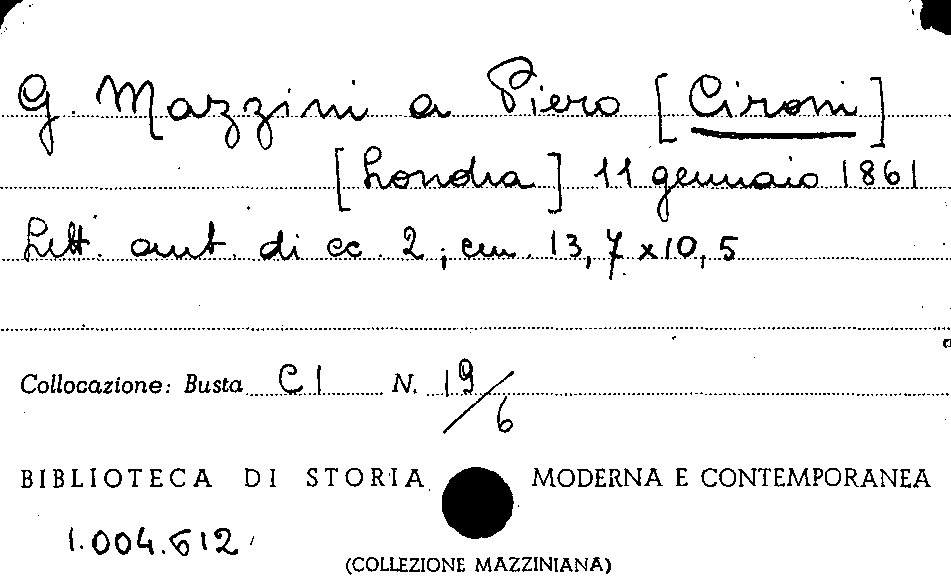 G. Mazzini a Piero [Cironi]
[Londra] 11 gennaio 1861
Lett. aut. di cc. 2; cm. 13,7 x 10,5
Collocazione: Busta CI N. 19/6
BIBLIOTECA DI STORIA MODERNA E CONTEMPORANEA
1.004.612
(COLLEZIONE MAZZINIANA)